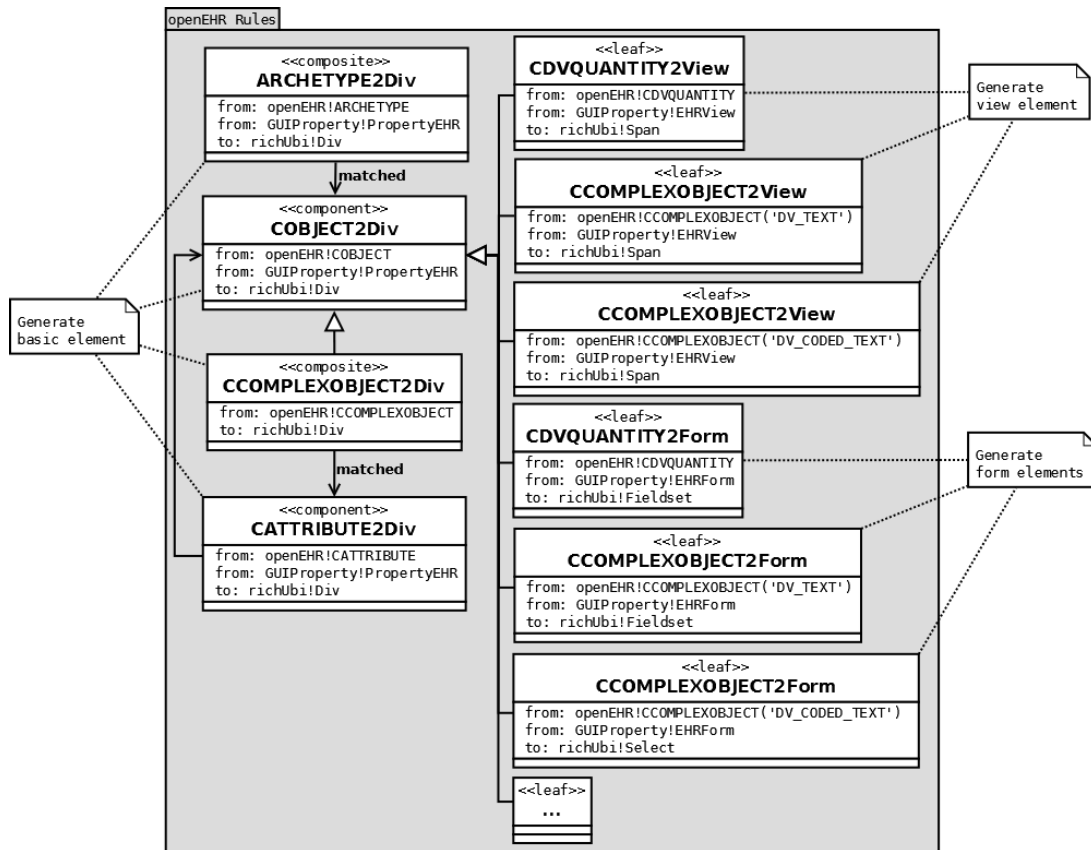 openEHR Rules
<<composite>>
ARCHETYPE2Div
from: openEHR!ARCHETYPE
from: GUIProperty!PropertyEHR
to: richUbi!Div
matched
<<component>>
COBJECT2Div
from: openEHR!COBJECT
from: GUIProperty!PropertyEHR
to: richUbi!Div
<<composite>>
CCOMPLEXOBJECT2Div
from: openEHR!CCOMPLEXOBJECT
to: richUbi!Div
matched
<<component>>
CATTRIBUTE2Div
from: openEHR!CATTRIBUTE
from: GUIProperty!PropertyEHR
to: richUbi!Div
Generate
basic element
<<leaf>>
CDVQUANTITY2View
from: openEHR!CDVQUANTITY
from: GUIProperty!EHRView
to: richUbi!Span
<<leaf>>
CCOMPLEXOBJECT2View
from: openEHR!CCOMPLEXOBJECT('DV_TEXT')
from: GUIProperty!EHRView
to: richUbi!Span
<<leaf>>
CCOMPLEXOBJECT2View
from: openEHR!CCOMPLEXOBJECT('DV_CODED_TEXT')
from: GUIProperty!EHRView
to: richUbi!Span
<<leaf>>
CDVQUANTITY2Form
from: openEHR!CDVQUANTITY
from: GUIProperty!EHRForm
to: richUbi!Fieldset
<<leaf>>
CCOMPLEXOBJECT2Form
from: openEHR!CCOMPLEXOBJECT('DV_TEXT')
from: GUIProperty!EHRForm
to: richUbi!Fieldset
<<leaf>>
CCOMPLEXOBJECT2Form
from: openEHR!CCOMPLEXOBJECT('DV_CODED_TEXT')
from: GUIProperty!EHRForm
to: richUbi!Select
<<leaf>>
...
Generate
view element
Generate
form elements